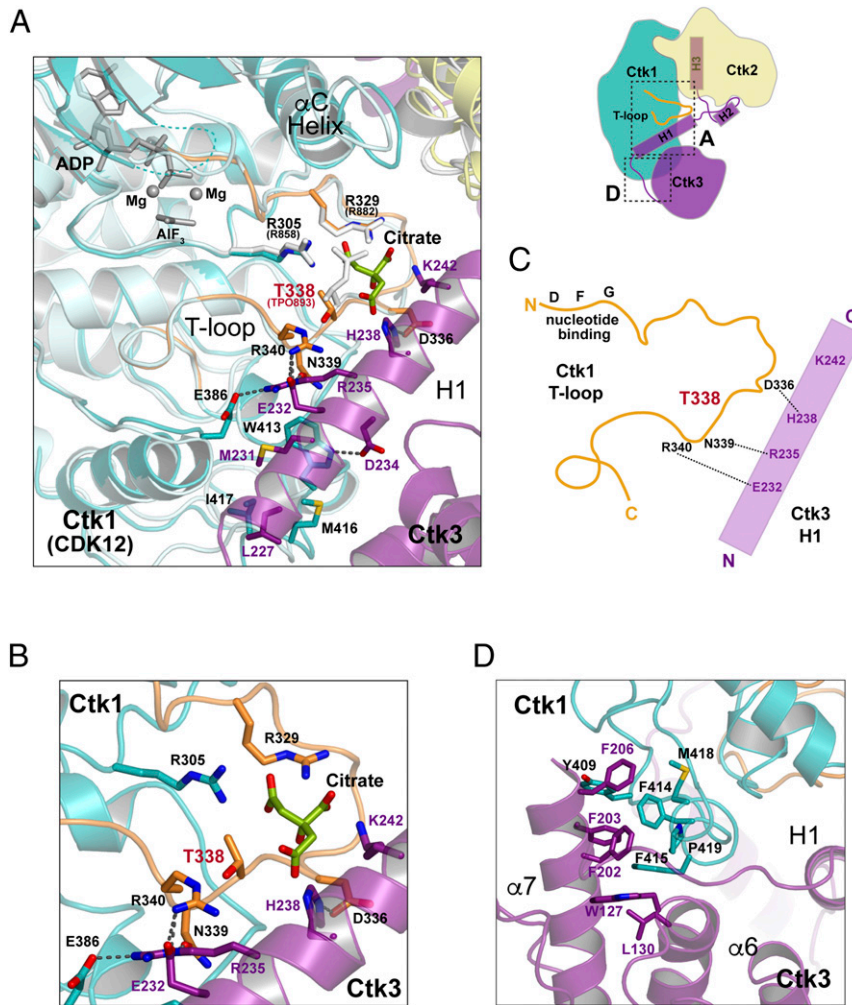 A
αC
Helix
ADP
Mg
Mg
AlF3
R329
(R882)
R305
(R858)
Citrate
K242
T338
(TPO893)
T-loop
H238
D336
R340
N339
R235
H1
E386
E232
W413
M231
D234
I417
Ctk1
(CDK12)
M416
Ctk3
L227
H3
Ctk1
Ctk2
T-loop
H2
H1
A
D
Ctk3
C
N
D F G
nucleotide
binding
C
K242
Ctk1
T-loop
T338
D336
H238
R340
N339
R235
E232
C
Ctk3
H1
N
B
Ctk1
R329
R305
Citrate
K242
T338
R340
H238
D336
N339
E386
R235
E232
Ctk3
D
Ctk1
F206
M418
Y409
F414
F203
P419
H1
F415
F202
α7
W127
L130
α6
Ctk3